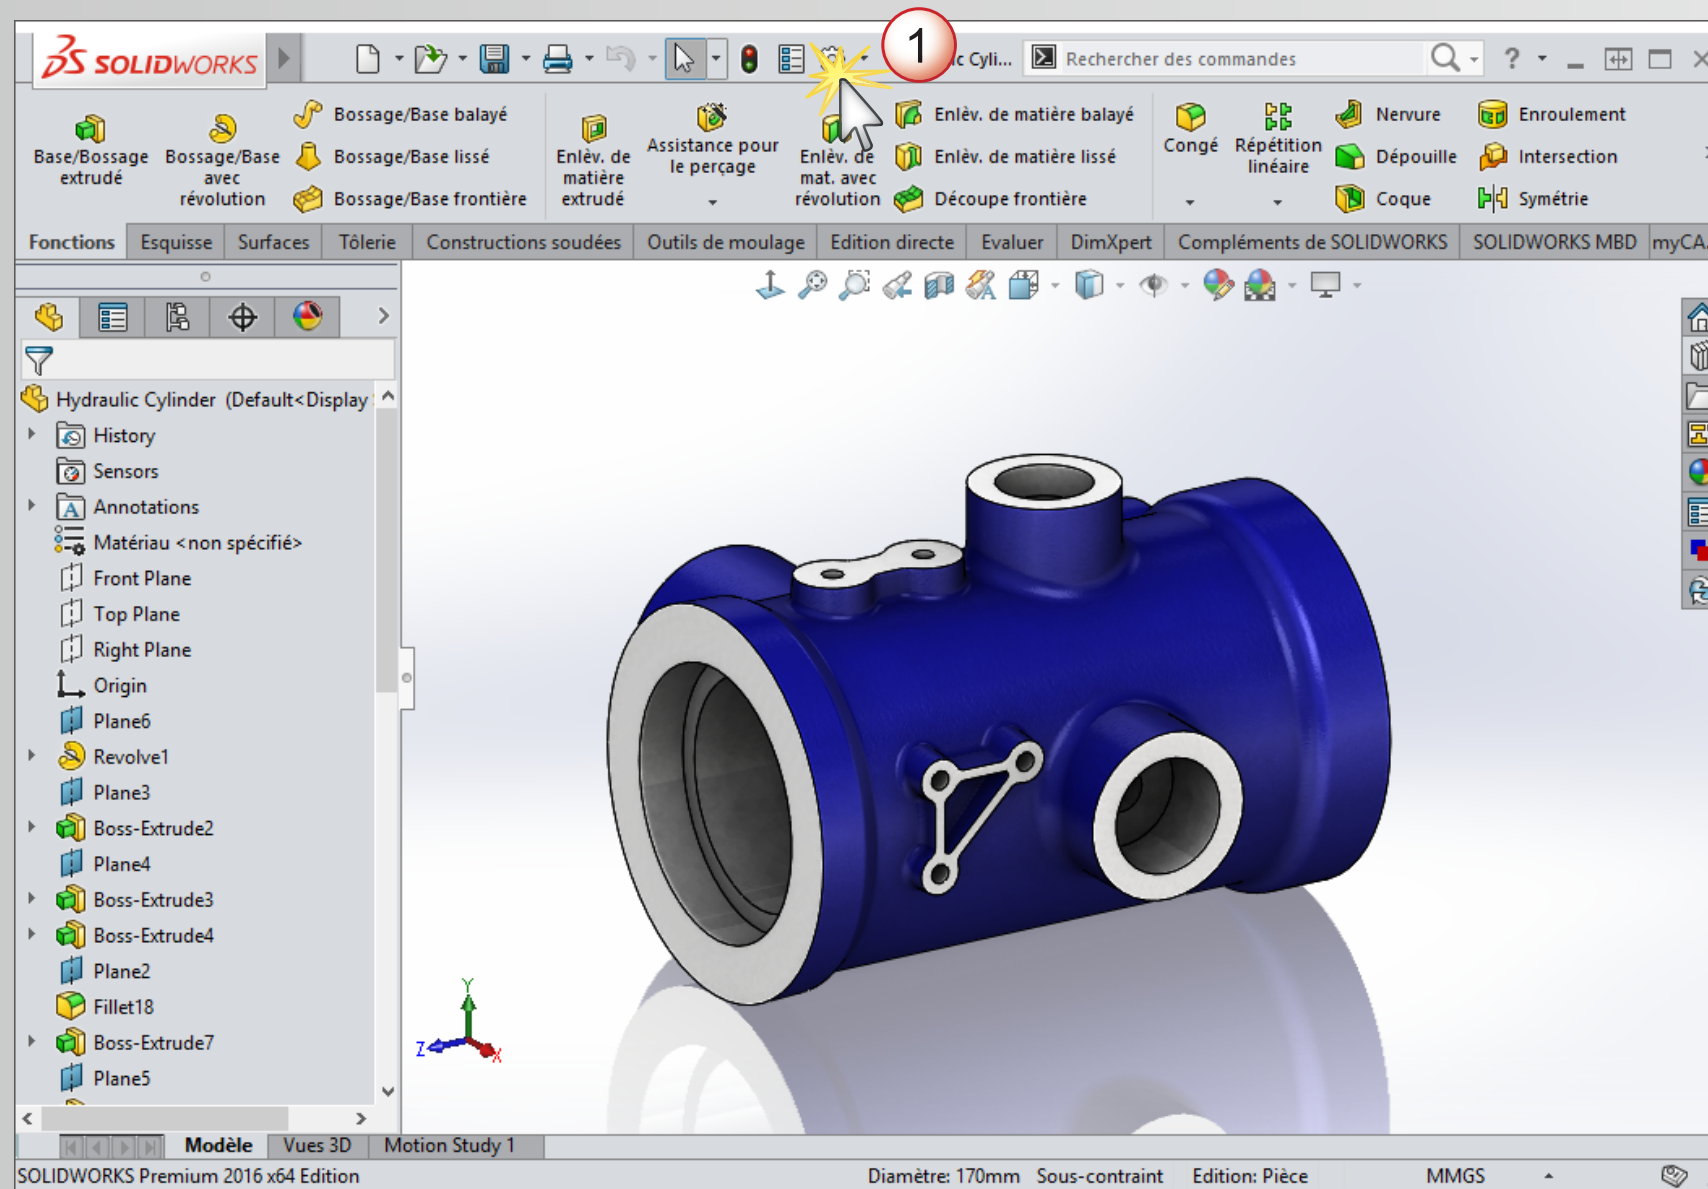 SOLIDWORKS
1
Cyli...
Rechercher des commandes
?
Base/Bossage
extrudé
Bossage/Base
avec
révolution
Bossage/Base balayé
Bossage/Base lissé
Bossage/Base frontière
Enlèv. de
matière
extrudé
Assistance pour
le perçage
Enlèv. de
mat. avec
révolution
Enlèv. de matière balayé
Enlèv. de matière lissé
Découpe frontière
Congé
Répétition
linéaire
Nervure
Dépouille
Coque
Enroulement
Intersection
Symétrie
Fonctions Esquisse Surfaces Tôlerie Constructions soudées Outils de moulage Edition directe Evaluer DimXpert Compléments de SOLIDWORKS SOLIDWORKS MBD myCA
Hydraulic Cylinder (Default<Display
History
Sensors
Annotations
Matériau <non spécifié>
Front Plane
Top Plane
Right Plane
Origin
Plane6
Revolve1
Plane3
Boss-Extrude2
Plane4
Boss-Extrude3
Boss-Extrude4
Plane2
Fillet18
Boss-Extrude7
Plane5
Y
Z
X
Modèle Vues 3D Motion Study 1
SOLIDWORKS Premium 2016 x64 Edition Diamètre: 170mm Sous-contraint Edition: Pièce MMGS